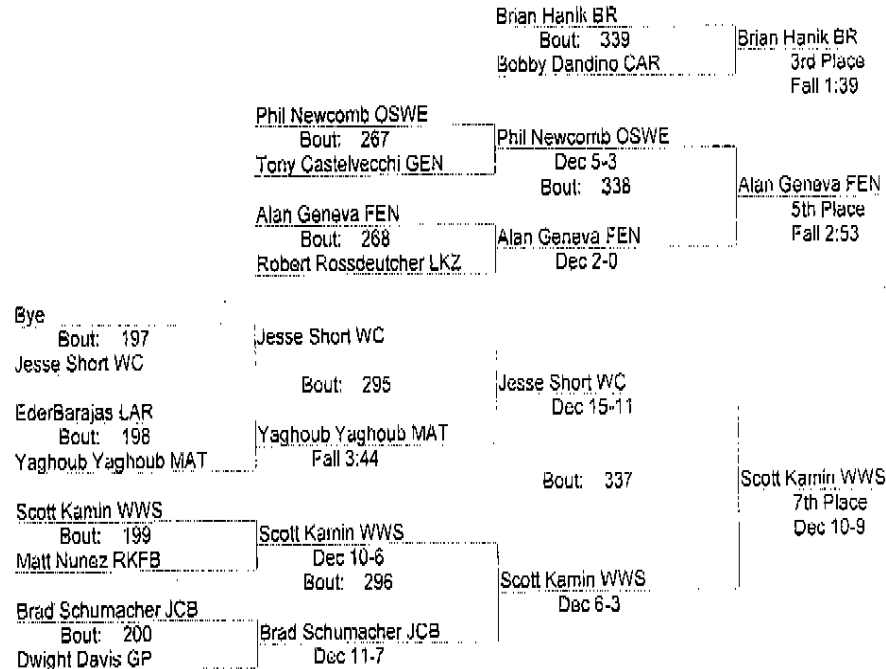 Brian Hanik BR
Bout: 339
Bobby Dandino CAR
Brian Hanik BR
3rd Place
Fall 1:39
Phil Newcomb OSWE
Bout: 267
Tony Castelvecchi GEN
Phil Newcomb OSWE
Dec 5-3
Bout: 338
Alan Geneva FEN
5th Place
Fall 2:53
Alan Geneva FEN
Bout: 268
Robert Rossdeutcher LKZ
Alan Geneva FEN
Dec 2-0
Bye
Bout: 197
Jesse Short WC
Jesse Short WC
Bout: 295
Jesse Short WC
Dec 15-11
EderBarajas LAR
Bout: 198
Yaghoub Yaghoub MAT
Yaghoub Yaghoub MAT
Fall 3:44
Bout: 337
Scott Kamin WWS
7th Place
Dec 10-9
Scott Kamin WWS
Bout: 199
Matt Nunez RKFB
Scott Kamin WWS
Dec 10-6
Bout: 296
Scott Kamin WWS
Dec 6-3
Brad Schumacher JCB
Bout: 200
Dwight Davis GP
Brad Schumacher JCB
Dec 11-7